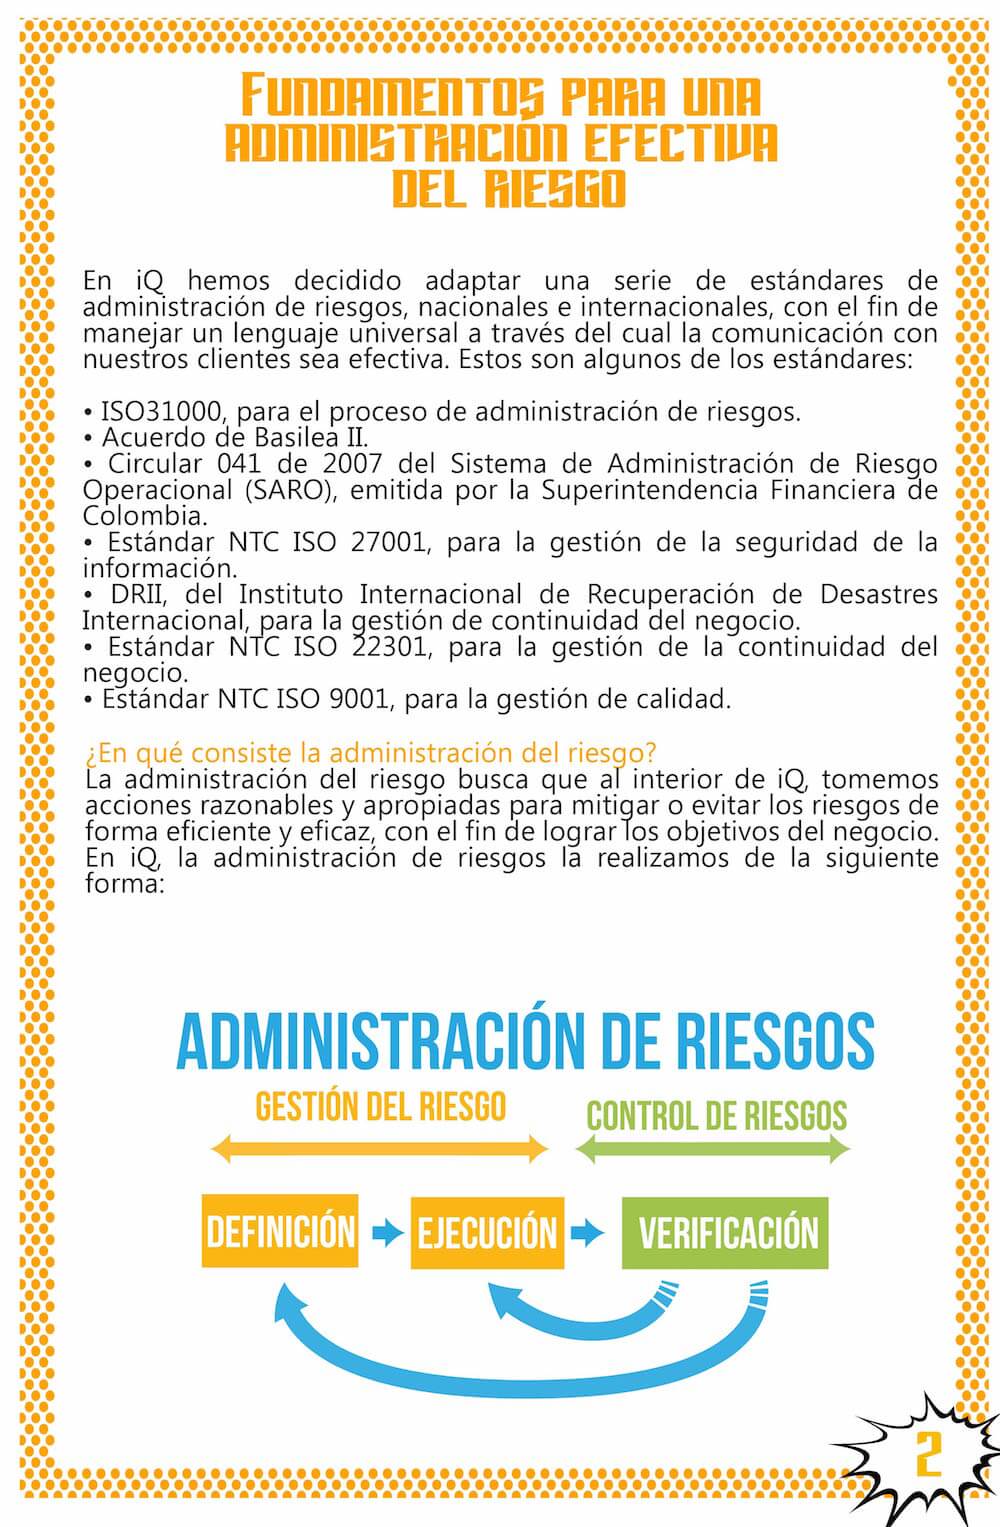 Fundamentos para una
administración efectiva
del riesgo
En iQ hemos decidido adaptar una serie de estándares de
administración de riesgos, nacionales e internacionales, con el fin de
manejar un lenguaje universal a través del cual la comunicación con
nuestros clientes sea efectiva. Estos son algunos de los estándares:
• ISO31000, para el proceso de administración de riesgos.
• Acuerdo de Basilea II.
• Circular 041 de 2007 del Sistema de Administración de Riesgo
Operacional (SARO), emitida por la Superintendencia Financiera de
Colombia.
• Estándar NTC ISO 27001, para la gestión de la seguridad de la
información.
• DRII, del Instituto Internacional de Recuperación de Desastres
Internacional, para la gestión de continuidad del negocio.
• Estándar NTC ISO 22301, para la gestión de la continuidad del
negocio.
• Estándar NTC ISO 9001, para la gestión de calidad.
¿En qué consiste la administración del riesgo?
La administración del riesgo busca que al interior de iQ, tomemos
acciones razonables y apropiadas para mitigar o evitar los riesgos de
forma eficiente y eficaz, con el fin de lograr los objetivos del negocio.
En iQ, la administración de riesgos la realizamos de la siguiente
forma:
ADMINISTRACIÓN DE RIESGOS
GESTIÓN DEL RIESGO
CONTROL DE RIESGOS
DEFINICIÓN
EJECUCIÓN
VERIFICACIÓN
2